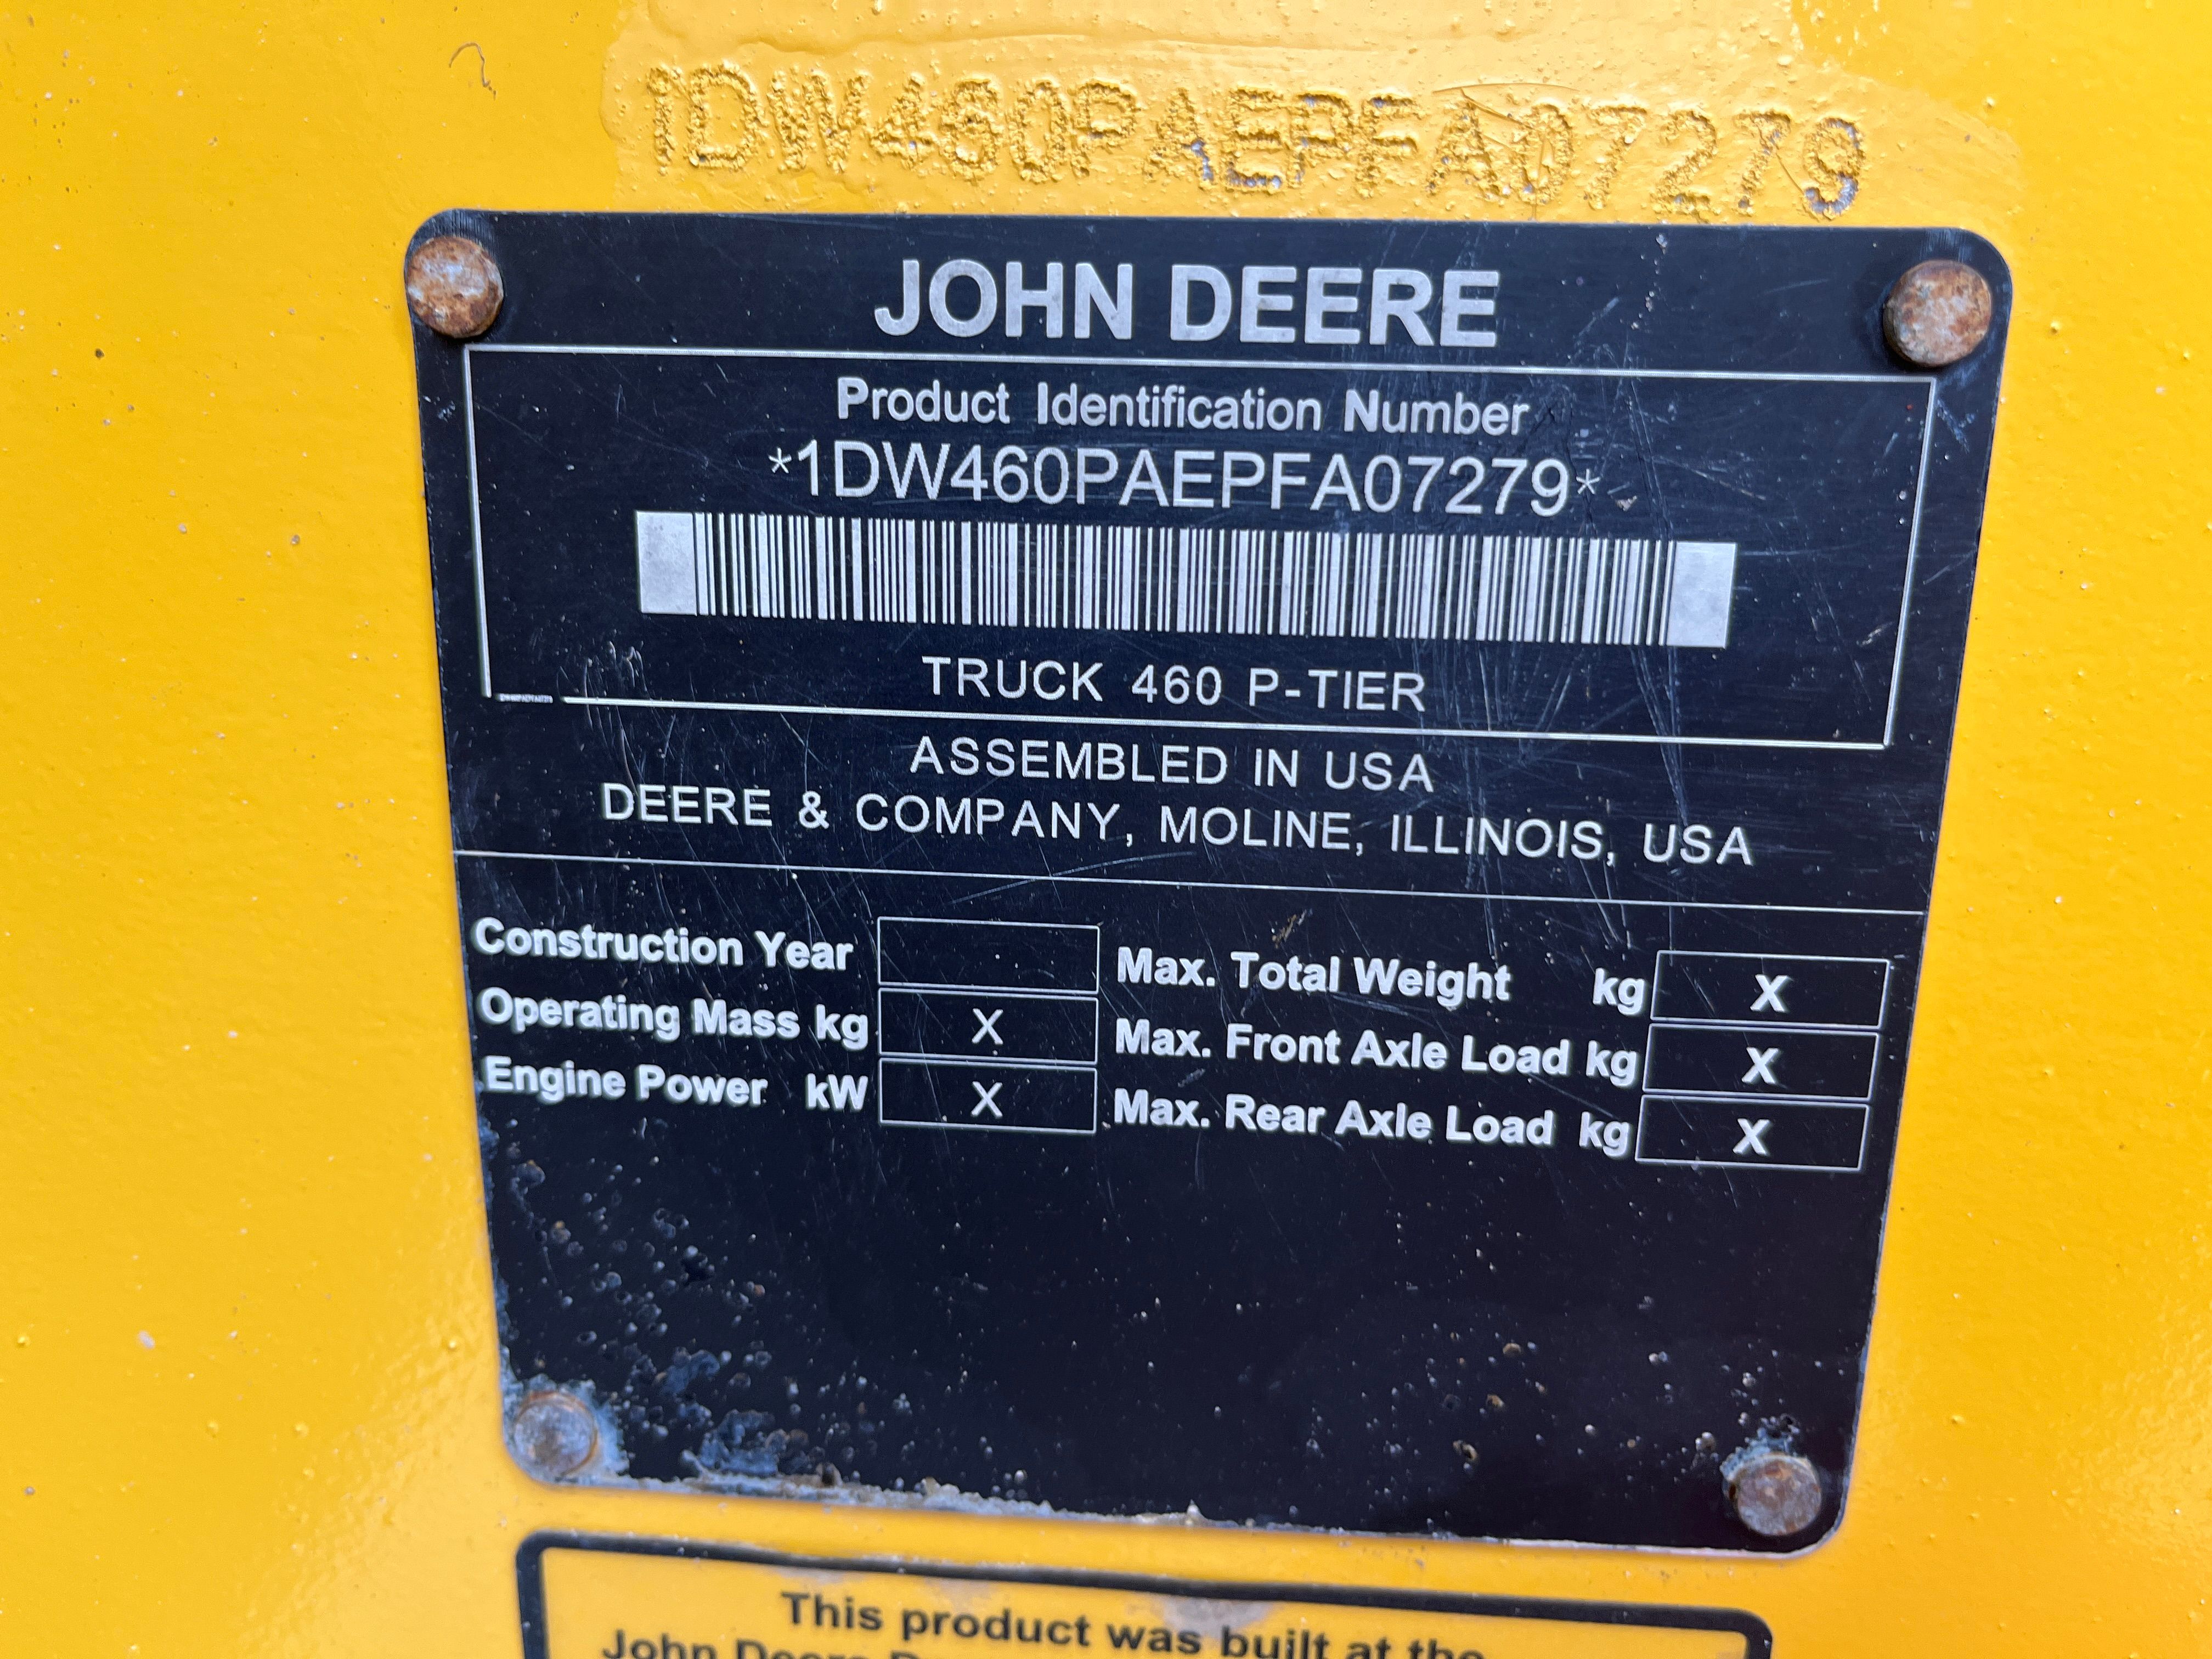 1DW460PAEPFA07279
JOHN DEERE
Product Identification Number
*1DW460PAEPFA07279*
TRUCK 460 P-TIER
ASSEMBLED IN USA
DEERE & COMPANY, MOLINE, ILLINOIS, USA
Construction Year
Operating Mass kg X
Engine Power kW X
Max. Total Weight kg X
Max. Front Axle Load kg X
Max. Rear Axle Load kg X
This product was built at the
John Deere